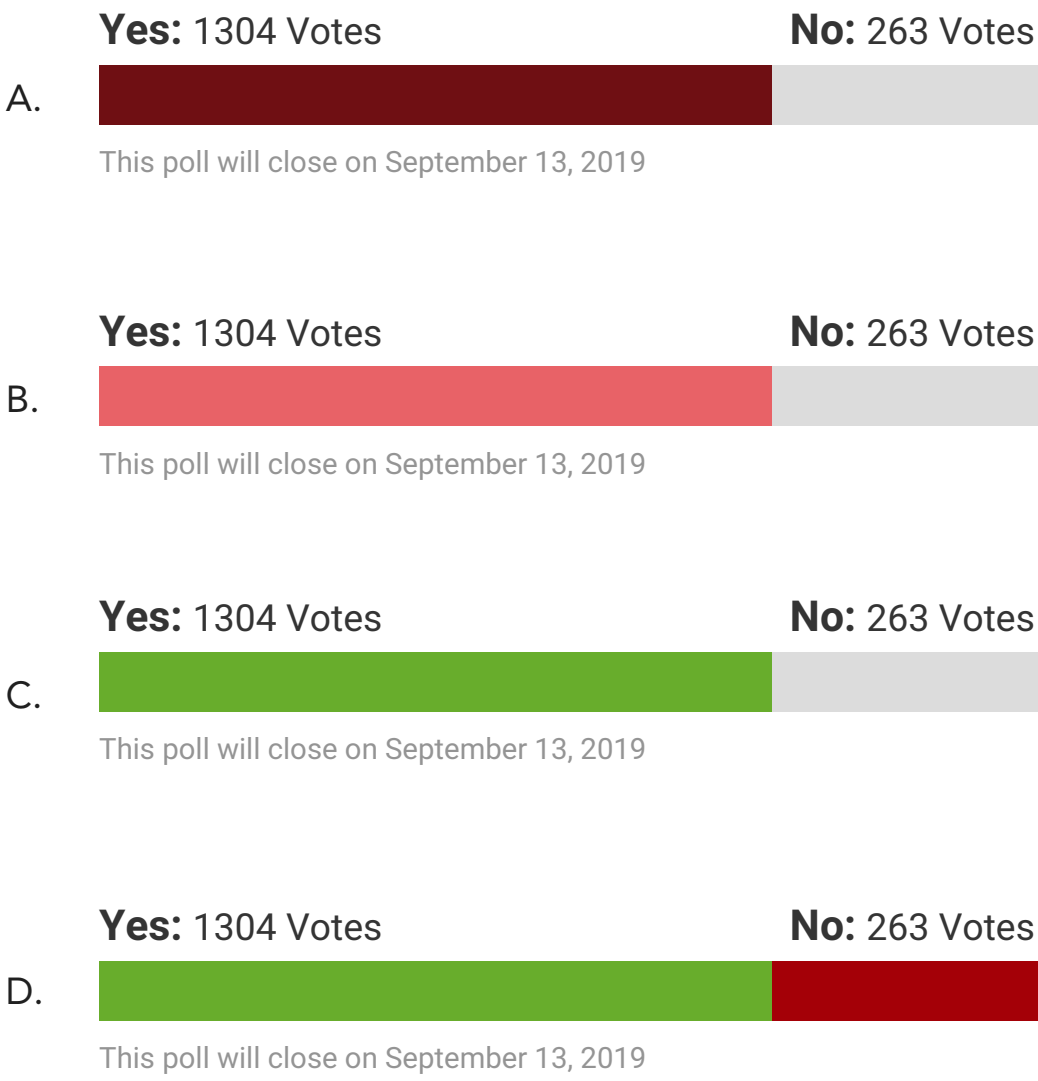 Yes: 1304 Votes No: 263 Votes
A.
This poll will close on September 13, 2019
Yes: 1304 Votes No: 263 Votes
B.
This poll will close on September 13, 2019
Yes: 1304 Votes No: 263 Votes
C.
This poll will close on September 13, 2019
Yes: 1304 Votes No: 263 Votes
D.
This poll will close on September 13, 2019